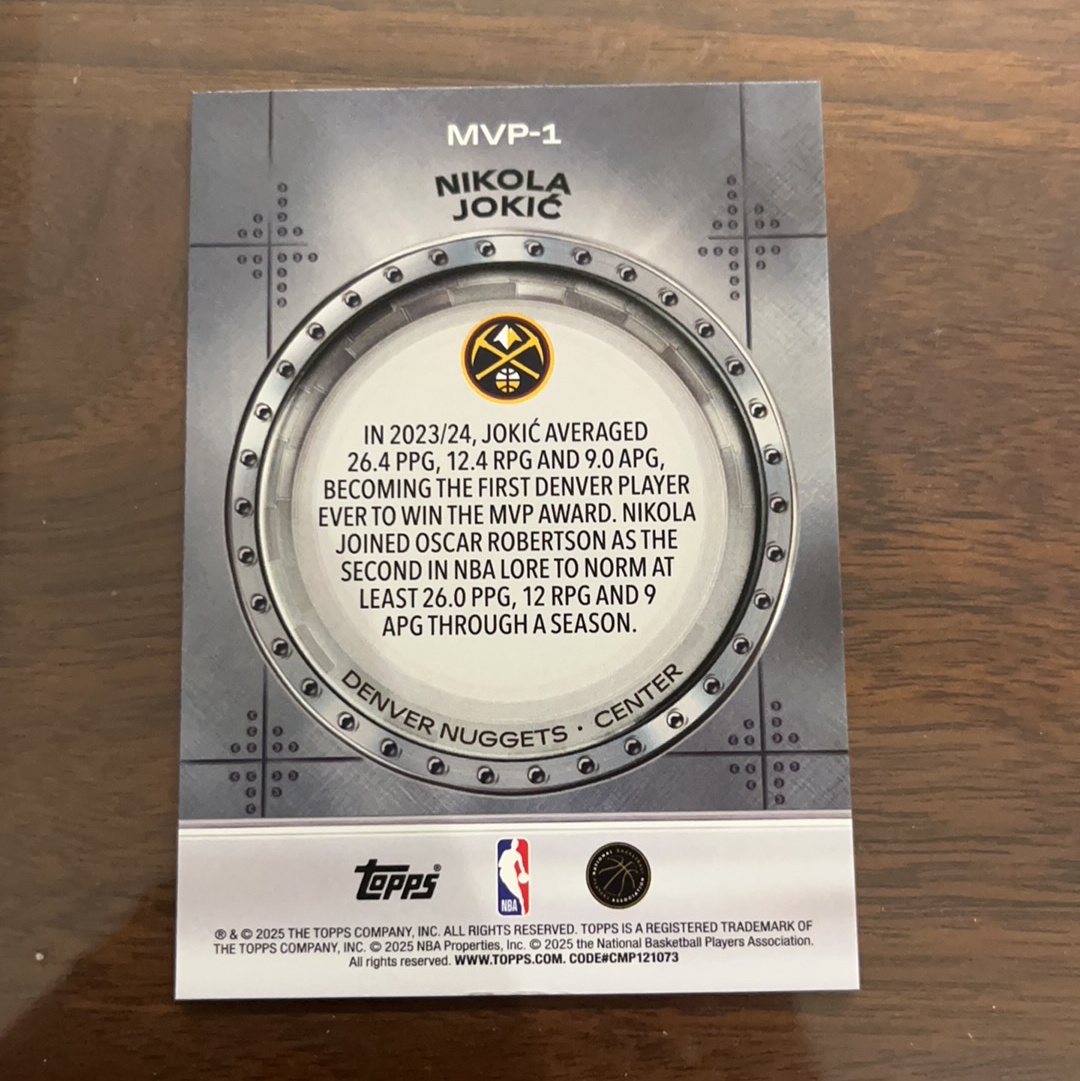 MVP-1
NIKOLA
JOKIĆ
IN 2023/24, JOKIĆ AVERAGED
26.4 PPG, 12.4 RPG AND 9.0 APG,
BECOMING THE FIRST DENVER PLAYER
EVER TO WIN THE MVP AWARD. NIKOLA
JOINED OSCAR ROBERTSON AS THE
SECOND IN NBA LORE TO NORM AT
LEAST 26.0 PPG, 12 RPG AND 9
APG THROUGH A SEASON.
DENVER NUGGETS · CENTER
TOPPS®
NBA
® & © 2025 THE TOPPS COMPANY, INC. ALL RIGHTS RESERVED. TOPPS IS A REGISTERED TRADEMARK OF
THE TOPPS COMPANY, INC. © 2025 NBA Properties, Inc. © 2025 the National Basketball Players Association.
All rights reserved. WWW.TOPPS.COM. CODE#CMP121073